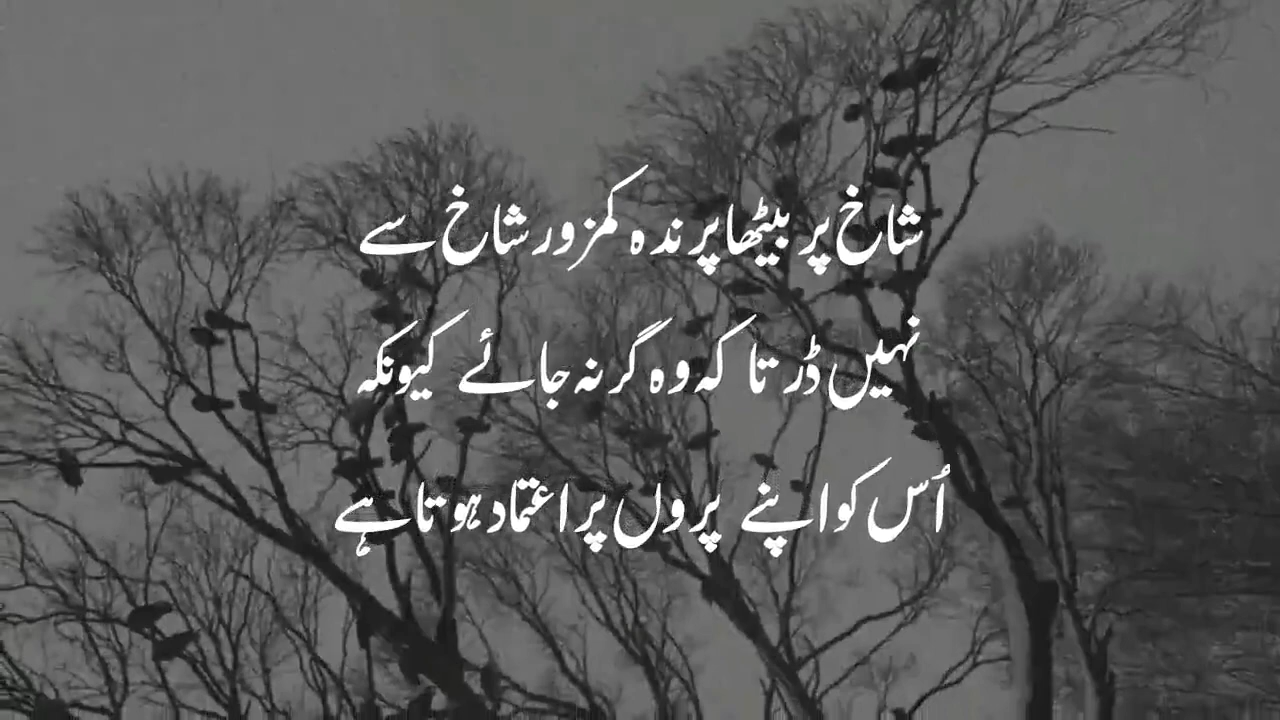 شاخ پر بیٹھا پرندہ کمزور شاخ سے
نہیں ڈرتا کہ وہ گر نہ جائے کیونکہ
اُس کو اپنے پروں پر اعتماد ہوتا ہے